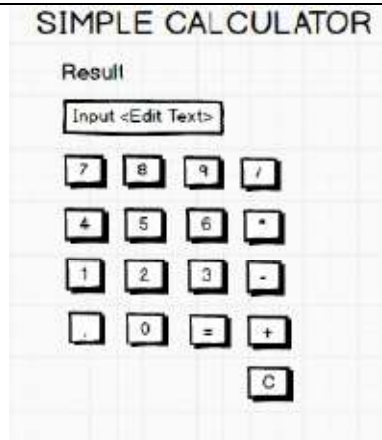 SIMPLE CALCULATOR
Result
Input <Edit Text>
7 8 9 /
4 5 6 *
1 2 3 -
. 0 = +
C